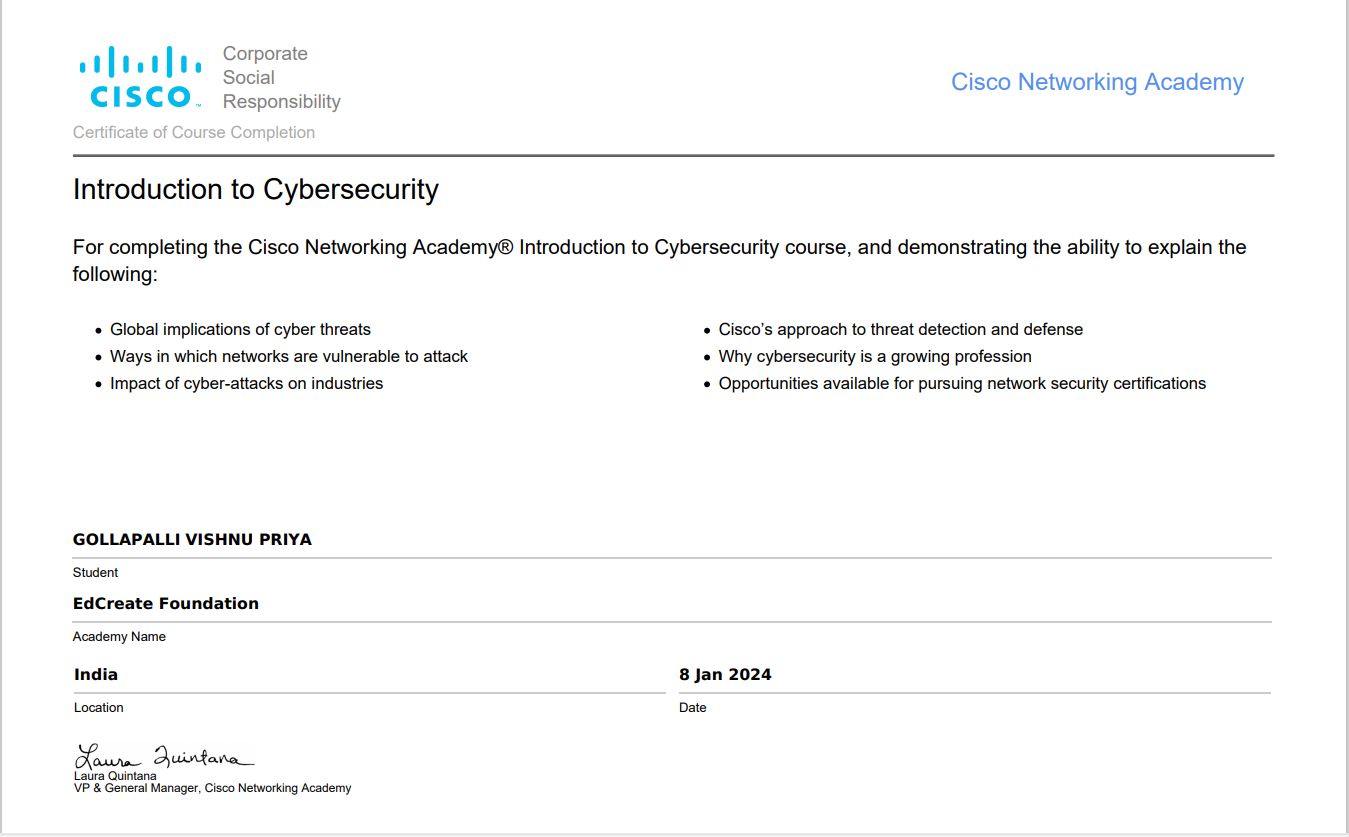 CISCO
Corporate
Social
Responsibility
Cisco Networking Academy
Certificate of Course Completion
Introduction to Cybersecurity
For completing the Cisco Networking Academy® Introduction to Cybersecurity course, and demonstrating the ability to explain the
following:
• Global implications of cyber threats
• Ways in which networks are vulnerable to attack
• Impact of cyber-attacks on industries
• Cisco’s approach to threat detection and defense
• Why cybersecurity is a growing profession
• Opportunities available for pursuing network security certifications
GOLLAPALLI VISHNU PRIYA
Student
EdCreate Foundation
Academy Name
India
Location
8 Jan 2024
Date
Laura Quintana
Laura Quintana
VP & General Manager, Cisco Networking Academy